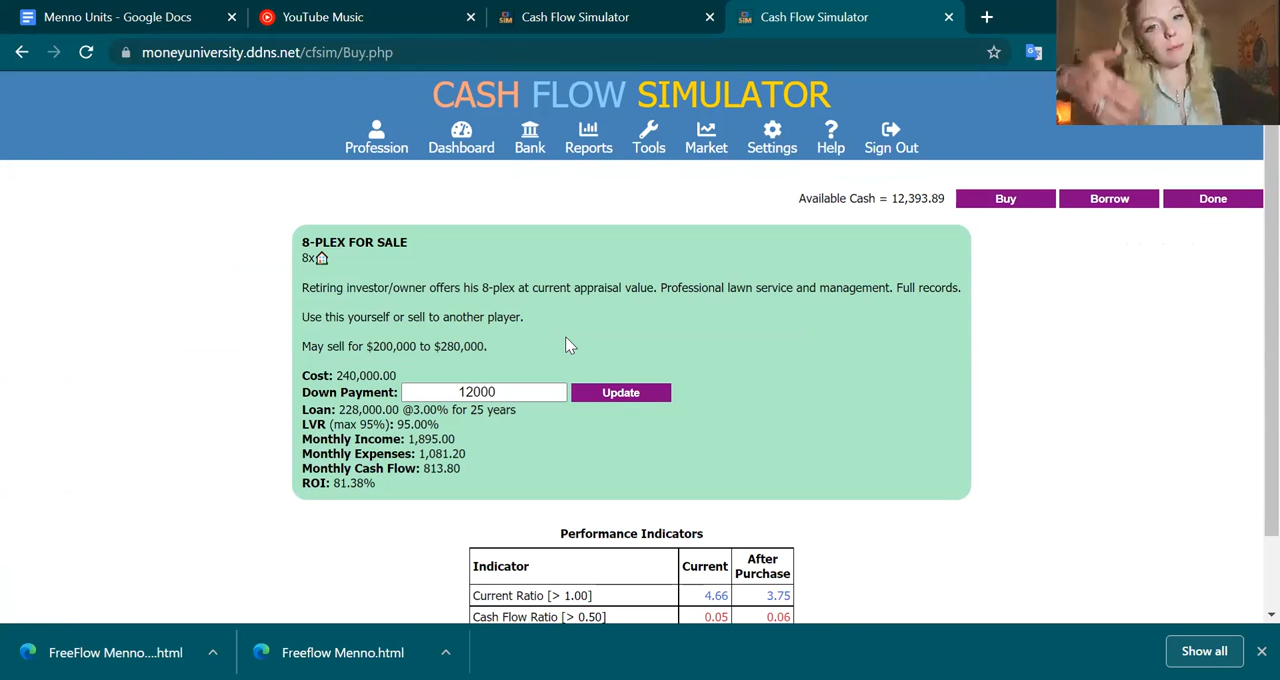 Menno Units - Google Docs
YouTube Music
Cash Flow Simulator
Cash Flow Simulator
moneyuniversity.ddns.net/cfsim/Buy.php
CASH FLOW SIMULATOR
Profession Dashboard Bank Reports Tools Market Settings Help Sign Out
Available Cash = 12,393.89 Buy Borrow Done
8-PLEX FOR SALE
8x
Retiring investor/owner offers his 8-plex at current appraisal value. Professional lawn service and management. Full records.
Use this yourself or sell to another player.
May sell for $200,000 to $280,000.
Cost: 240,000.00
Down Payment: 12000 Update
Loan: 228,000.00 @3.00% for 25 years
LVR (max 95%): 95.00%
Monthly Income: 1,895.00
Monthly Expenses: 1,081.20
Monthly Cash Flow: 813.80
ROI: 81.38%
Performance Indicators
Indicator Current After Purchase
Current Ratio [> 1.00] 4.66 3.75
Cash Flow Ratio [> 0.50] 0.05 0.06
FreeFlow Menno....html
Freeflow Menno.html
Show all